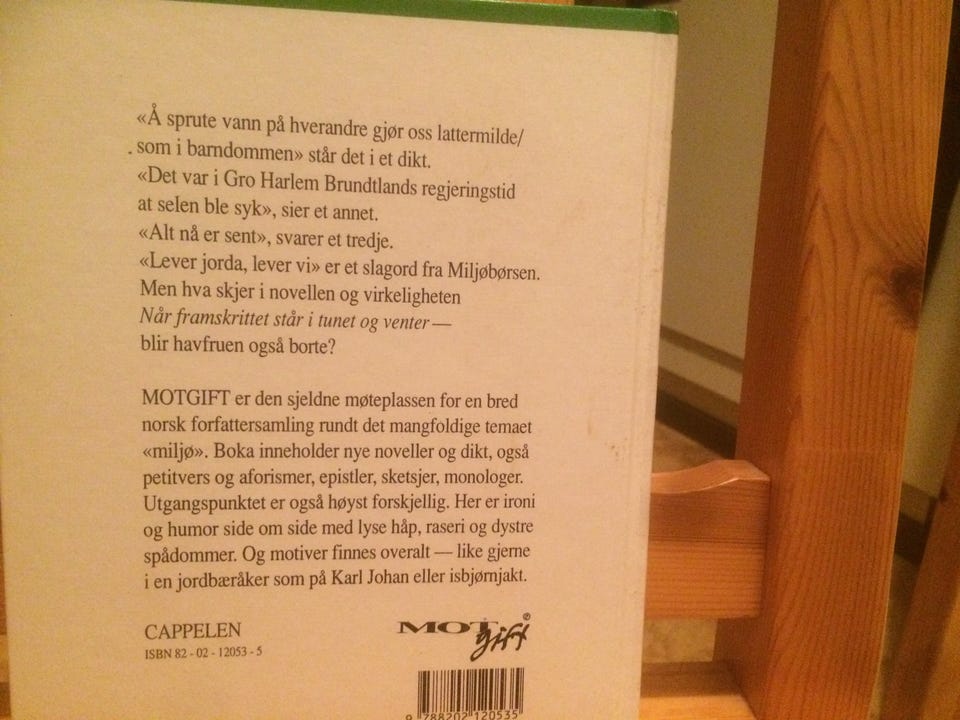 «Å sprute vann på hverandre gjør oss lattermilde/
som i barndommen» står det i et dikt.
«Det var i Gro Harlem Brundtlands regjeringstid
at selen ble syk», sier et annet.
«Alt nå er sent», svarer et tredje.
«Lever jorda, lever vi» er et slagord fra Miljøbørsen.
Men hva skjer i novellen og virkeligheten
Når framskrittet står i tunet og venter —
blir havfruen også borte?
MOTGIFT er den sjeldne møteplassen for en bred
norsk forfattersamling rundt det mangfoldige temaet
«miljø». Boka inneholder nye noveller og dikt, også
petitvers og aforismer, epistler, sketsjer, monologer.
Utgangspunktet er også høyst forskjellig. Her er ironi
og humor side om side med lyse håp, raseri og dystre
spådommer. Og motiver finnes overalt — like gjerne
i en jordbæråker som på Karl Johan eller isbjørnjakt.
CAPPELEN
ISBN 82 - 02 - 12053 - 5
MOTgift®
9 788202 120535